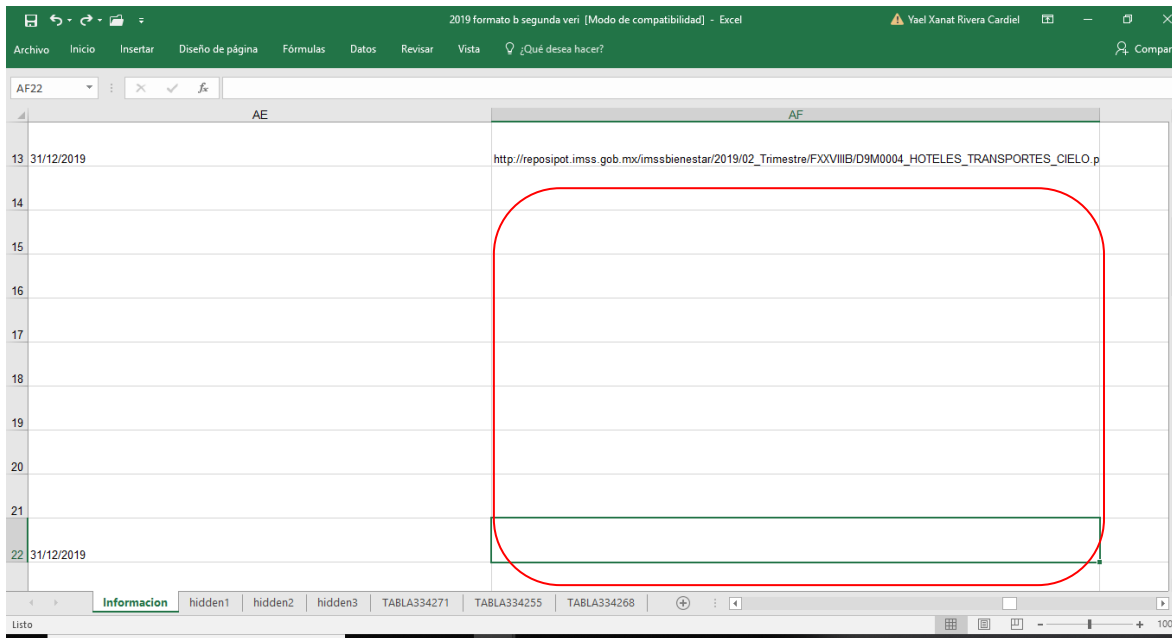 2019 formato b segunda veri [Modo de compatibilidad] - Excel
Yael Xanat Rivera Cardiel
Archivo Inicio Insertar Diseño de página Fórmulas Datos Revisar Vista ¿Qué desea hacer? Compar
AF22 fx
AE AF
13 31/12/2019 http://reposipot.imss.gob.mx/imssbienestar/2019/02_Trimestre/FXXVIIIB/D9M0004_HOTELES_TRANSPORTES_CIELO.p
14
15
16
17
18
19
20
21
22 31/12/2019
Informacion hidden1 hidden2 hidden3 TABLA334271 TABLA334255 TABLA334268
Listo 100